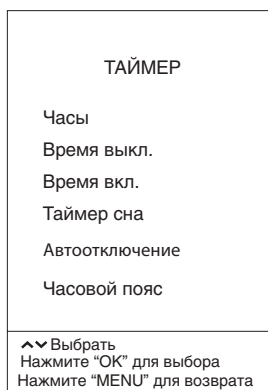 ТАЙМЕР
Часы
Время выкл.
Время вкл.
Таймер сна
Автоотключение
Часовой пояс
Выбрать
Нажмите “OK” для выбора
Нажмите “MENU” для возврата